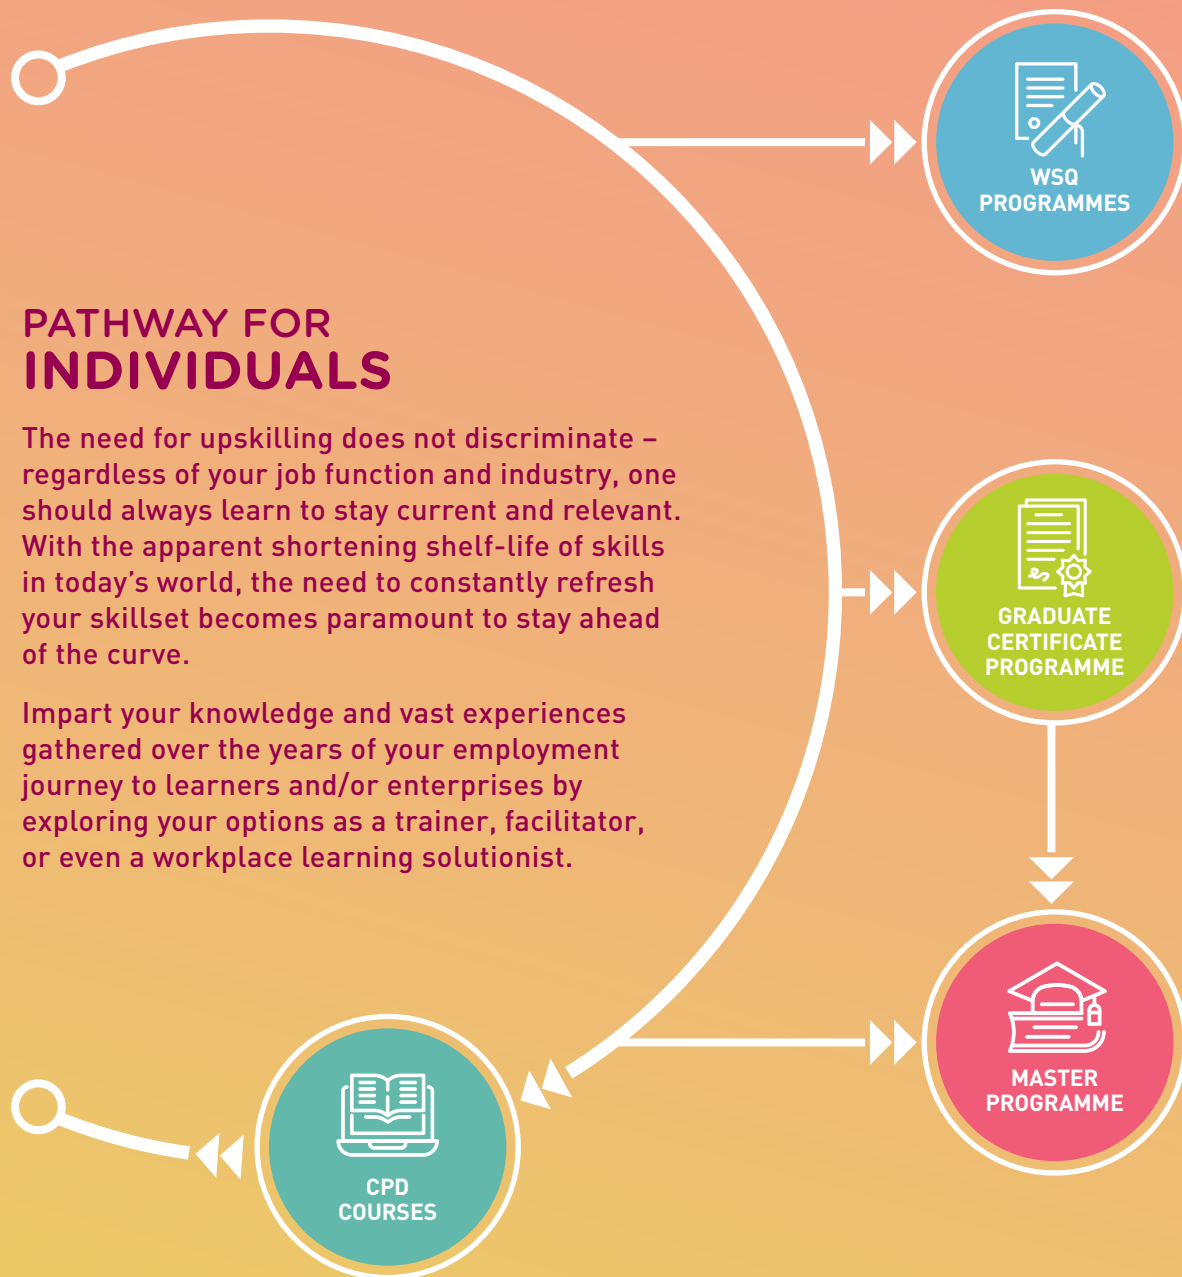 WSQ
PROGRAMMES
PATHWAY FOR
INDIVIDUALS
The need for upskilling does not discriminate –
regardless of your job function and industry, one
should always learn to stay current and relevant.
With the apparent shortening shelf-life of skills
in today’s world, the need to constantly refresh
your skillset becomes paramount to stay ahead
of the curve.
Impart your knowledge and vast experiences
gathered over the years of your employment
journey to learners and/or enterprises by
exploring your options as a trainer, facilitator,
or even a workplace learning solutionist.
GRADUATE
CERTIFICATE
PROGRAMME
MASTER
PROGRAMME
CPD
COURSES